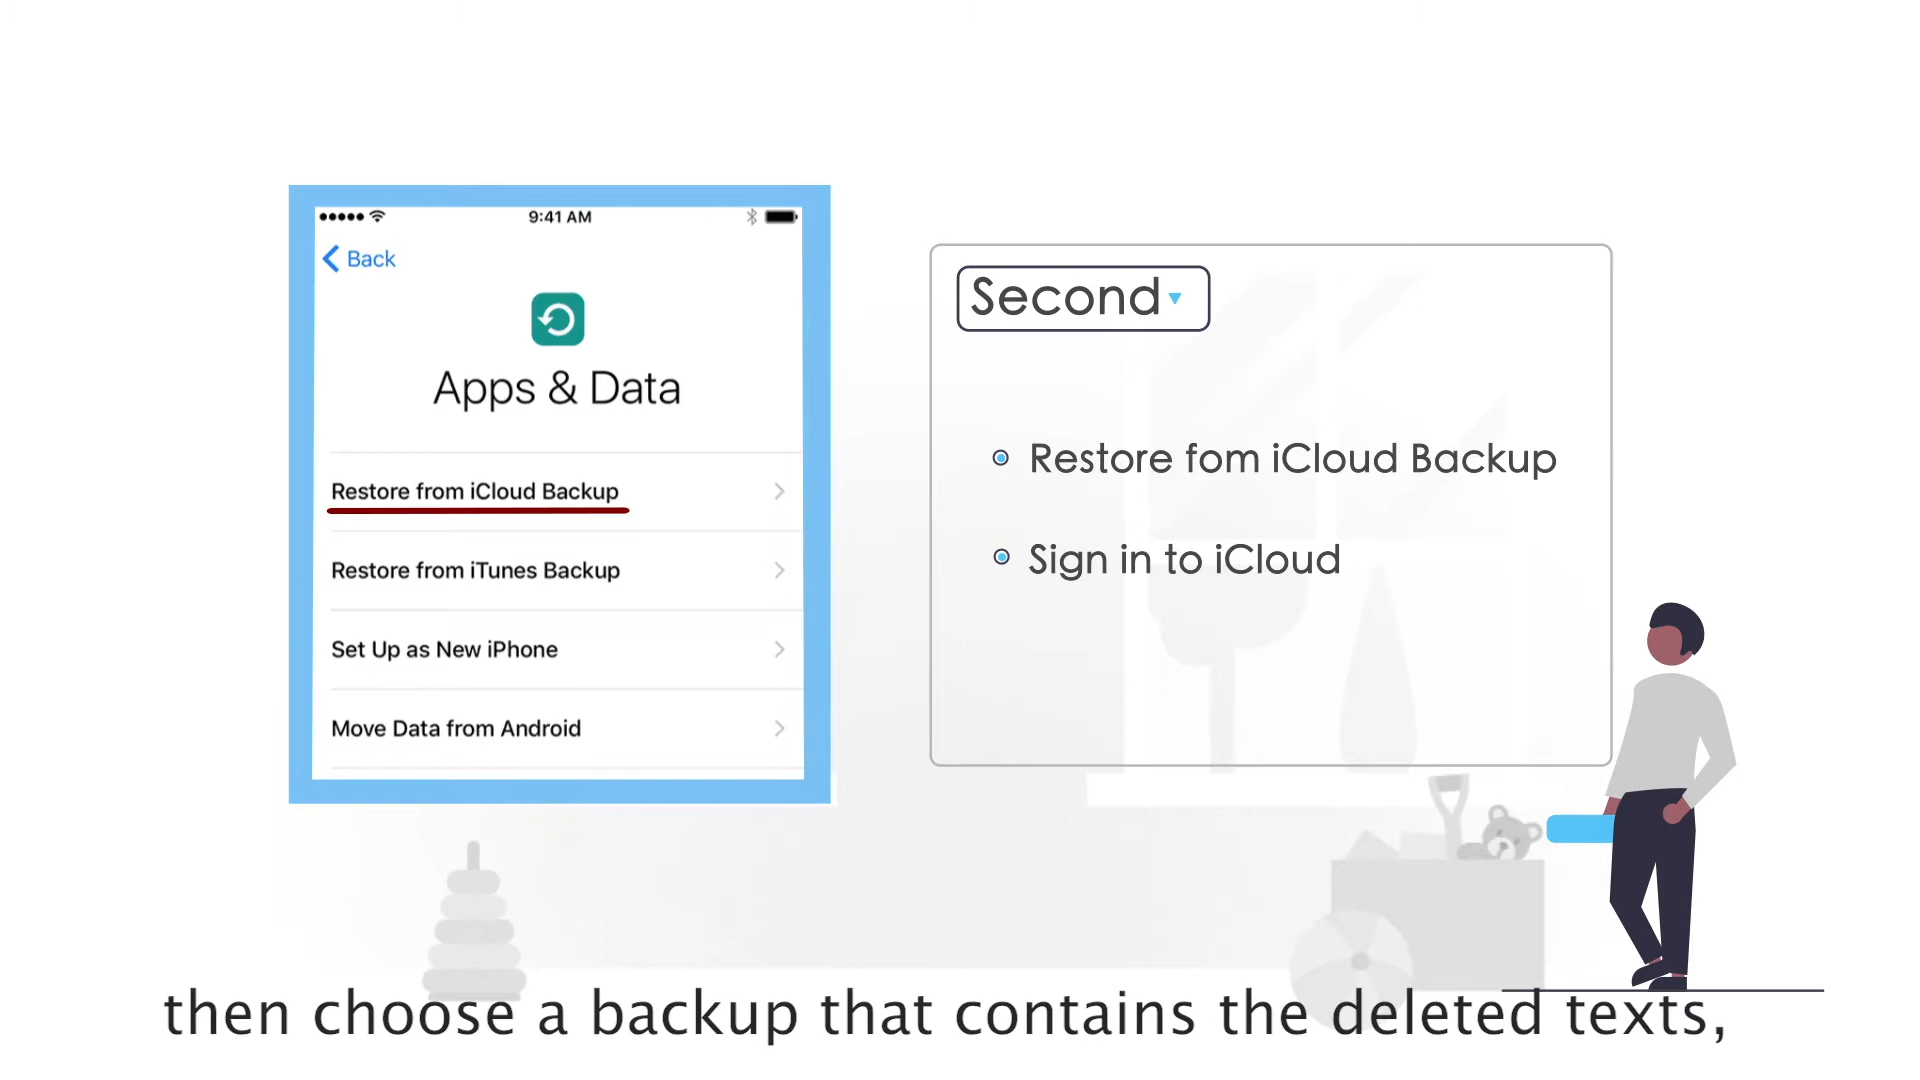 9:41 AM
Back
Apps & Data
Restore from iCloud Backup
Restore from iTunes Backup
Set Up as New iPhone
Move Data from Android
Second
Restore fom iCloud Backup
Sign in to iCloud
then choose a backup that contains the deleted texts,